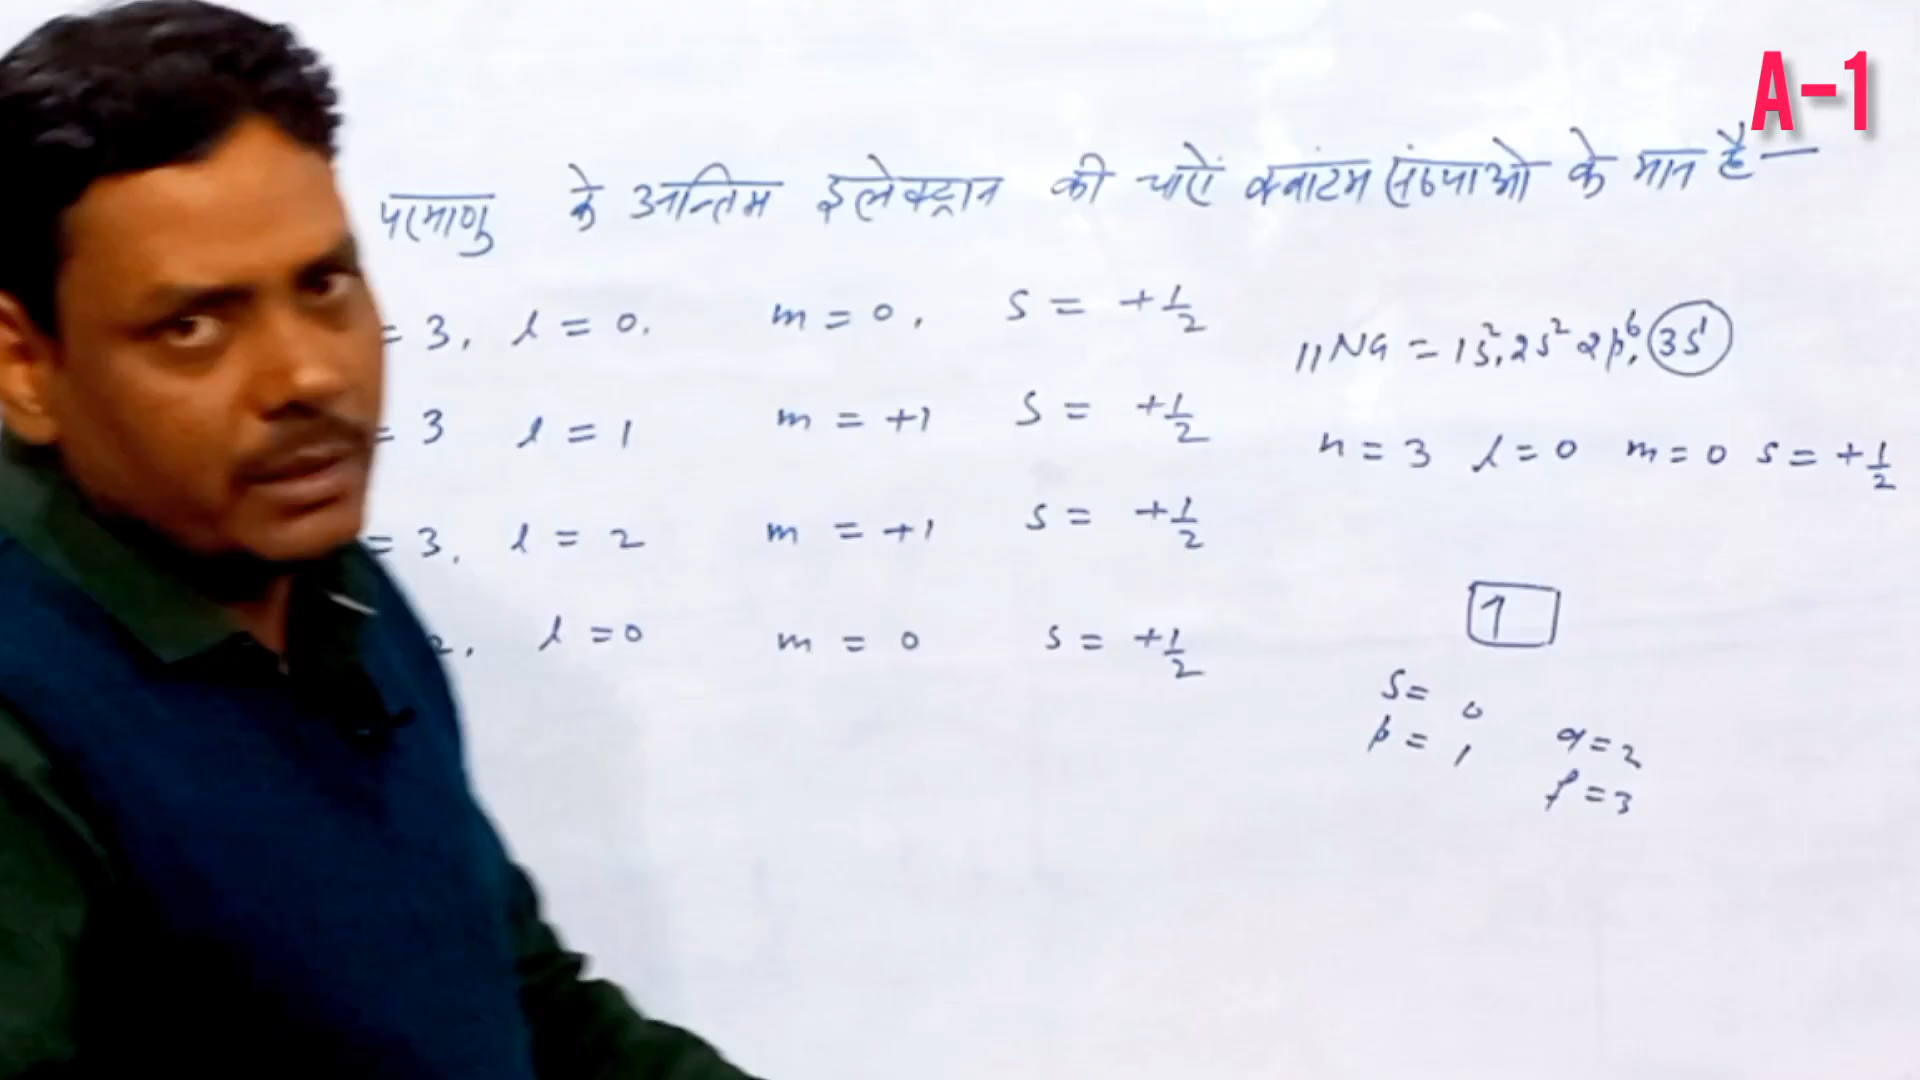 A-1
परमाणु के अन्तिम इलेक्ट्रान की चारों क्वांटम संख्याओ के मान है —
= 3, l = 0, m = 0, s = +1/2
= 3 l = 1 m = +1 s = +1/2
= 3, l = 2 m = +1 s = +1/2
2, l = 0 m = 0 s = +1/2
₁₁Na = 1s², 2s² 2p⁶, 3s¹
n = 3 l = 0 m = 0 s = +1/2
1
s = 0
p = 1 d = 2
f = 3